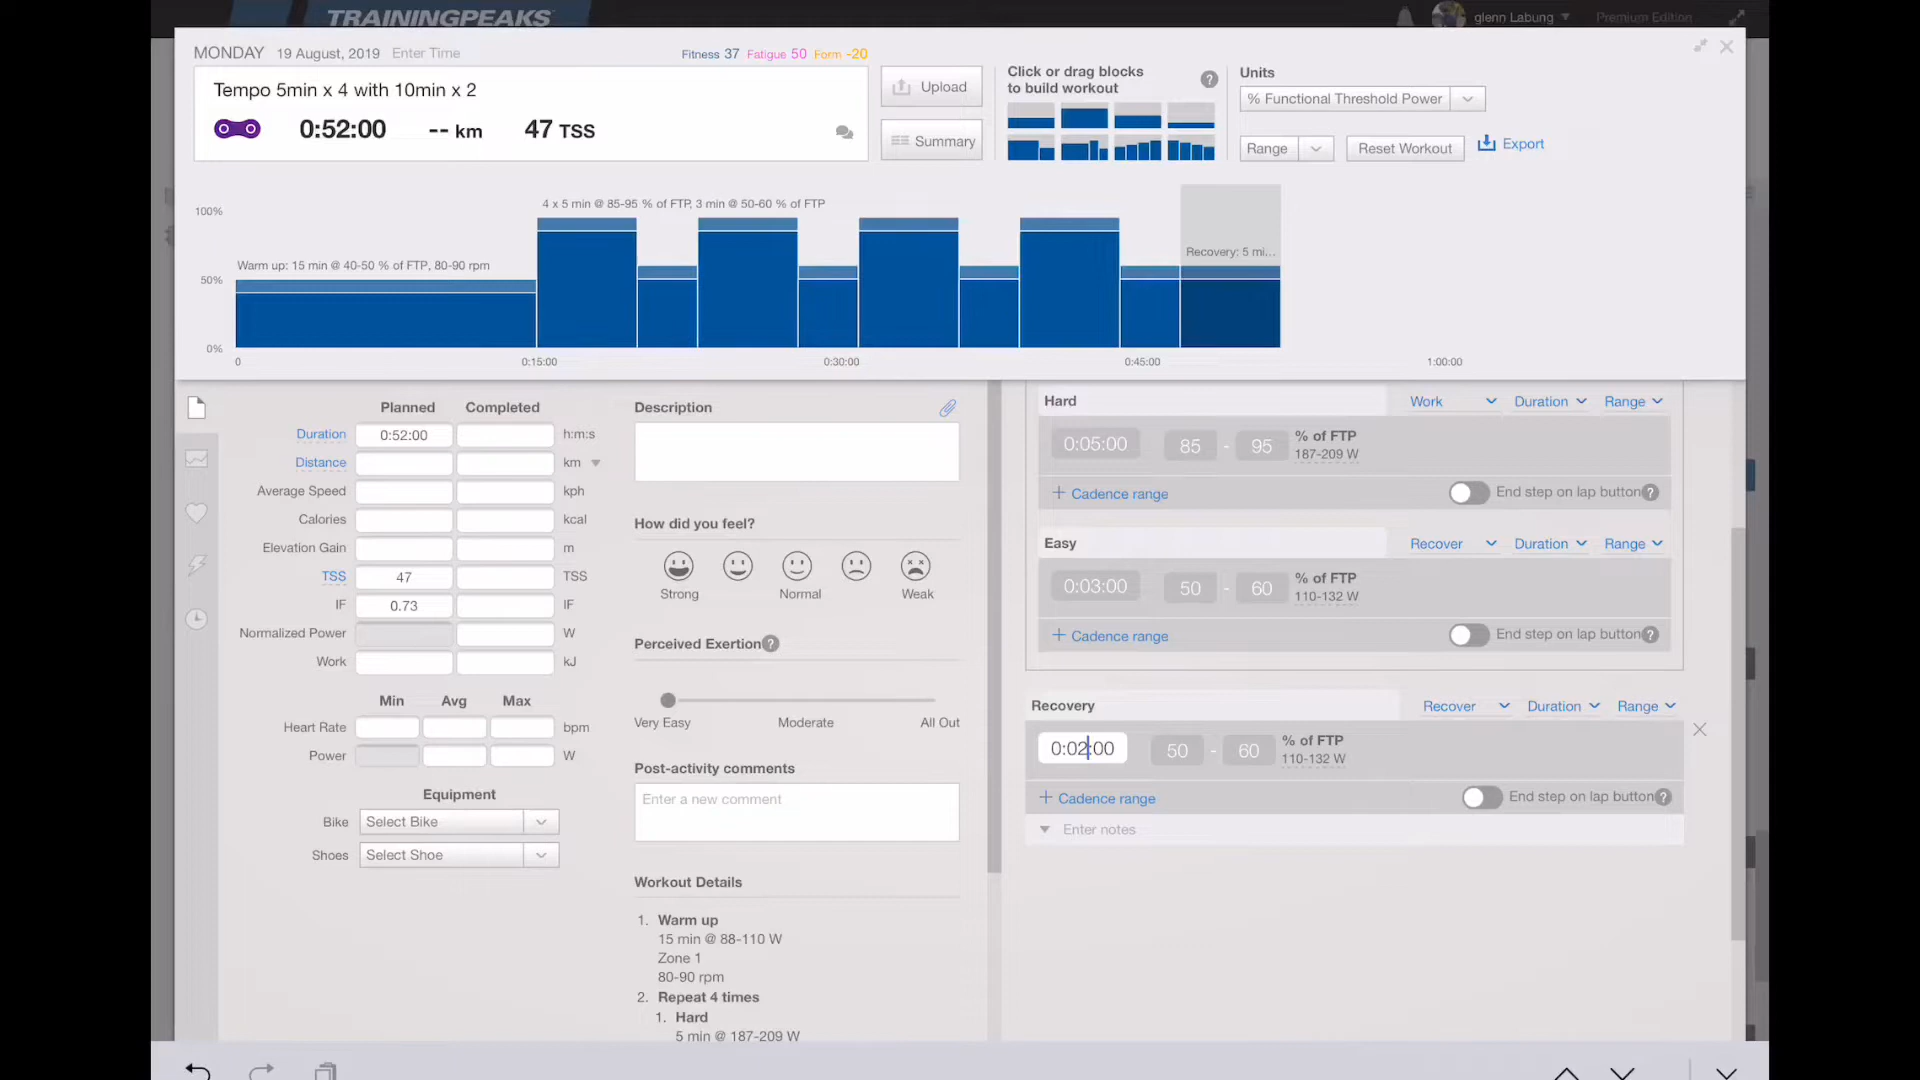 TRAININGPEAKS
glenn Labung
Premium Edition
MONDAY 19 August, 2019 Enter Time
Fitness 37 Fatigue 50 Form -20
Tempo 5min x 4 with 10min x 2
0:52:00 -- km 47 TSS
Upload
Summary
Click or drag blocks
to build workout
?
Units
% Functional Threshold Power
Range
Reset Workout
Export
4 x 5 min @ 85-95 % of FTP, 3 min @ 50-60 % of FTP
100%
Warm up: 15 min @ 40-50 % of FTP, 80-90 rpm
Recovery: 5 mi...
50%
0%
0 0:15:00 0:30:00 0:45:00 1:00:00
Planned Completed
Duration 0:52:00 h:m:s
Distance km
Average Speed kph
Calories kcal
Elevation Gain m
TSS 47 TSS
IF 0.73 IF
Normalized Power W
Work kJ
Min Avg Max
Heart Rate bpm
Power W
Equipment
Bike Select Bike
Shoes Select Shoe
Description
How did you feel?
Strong Normal Weak
Perceived Exertion ?
Very Easy Moderate All Out
Post-activity comments
Enter a new comment
Workout Details
1. Warm up
15 min @ 88-110 W
Zone 1
80-90 rpm
2. Repeat 4 times
1. Hard
5 min @ 187-209 W
Hard Work Duration Range
0:05:00 85 - 95 % of FTP
187-209 W
+ Cadence range End step on lap button ?
Easy Recover Duration Range
0:03:00 50 - 60 % of FTP
110-132 W
+ Cadence range End step on lap button ?
Recovery Recover Duration Range
0:02:00 50 - 60 % of FTP
110-132 W
+ Cadence range End step on lap button ?
Enter notes